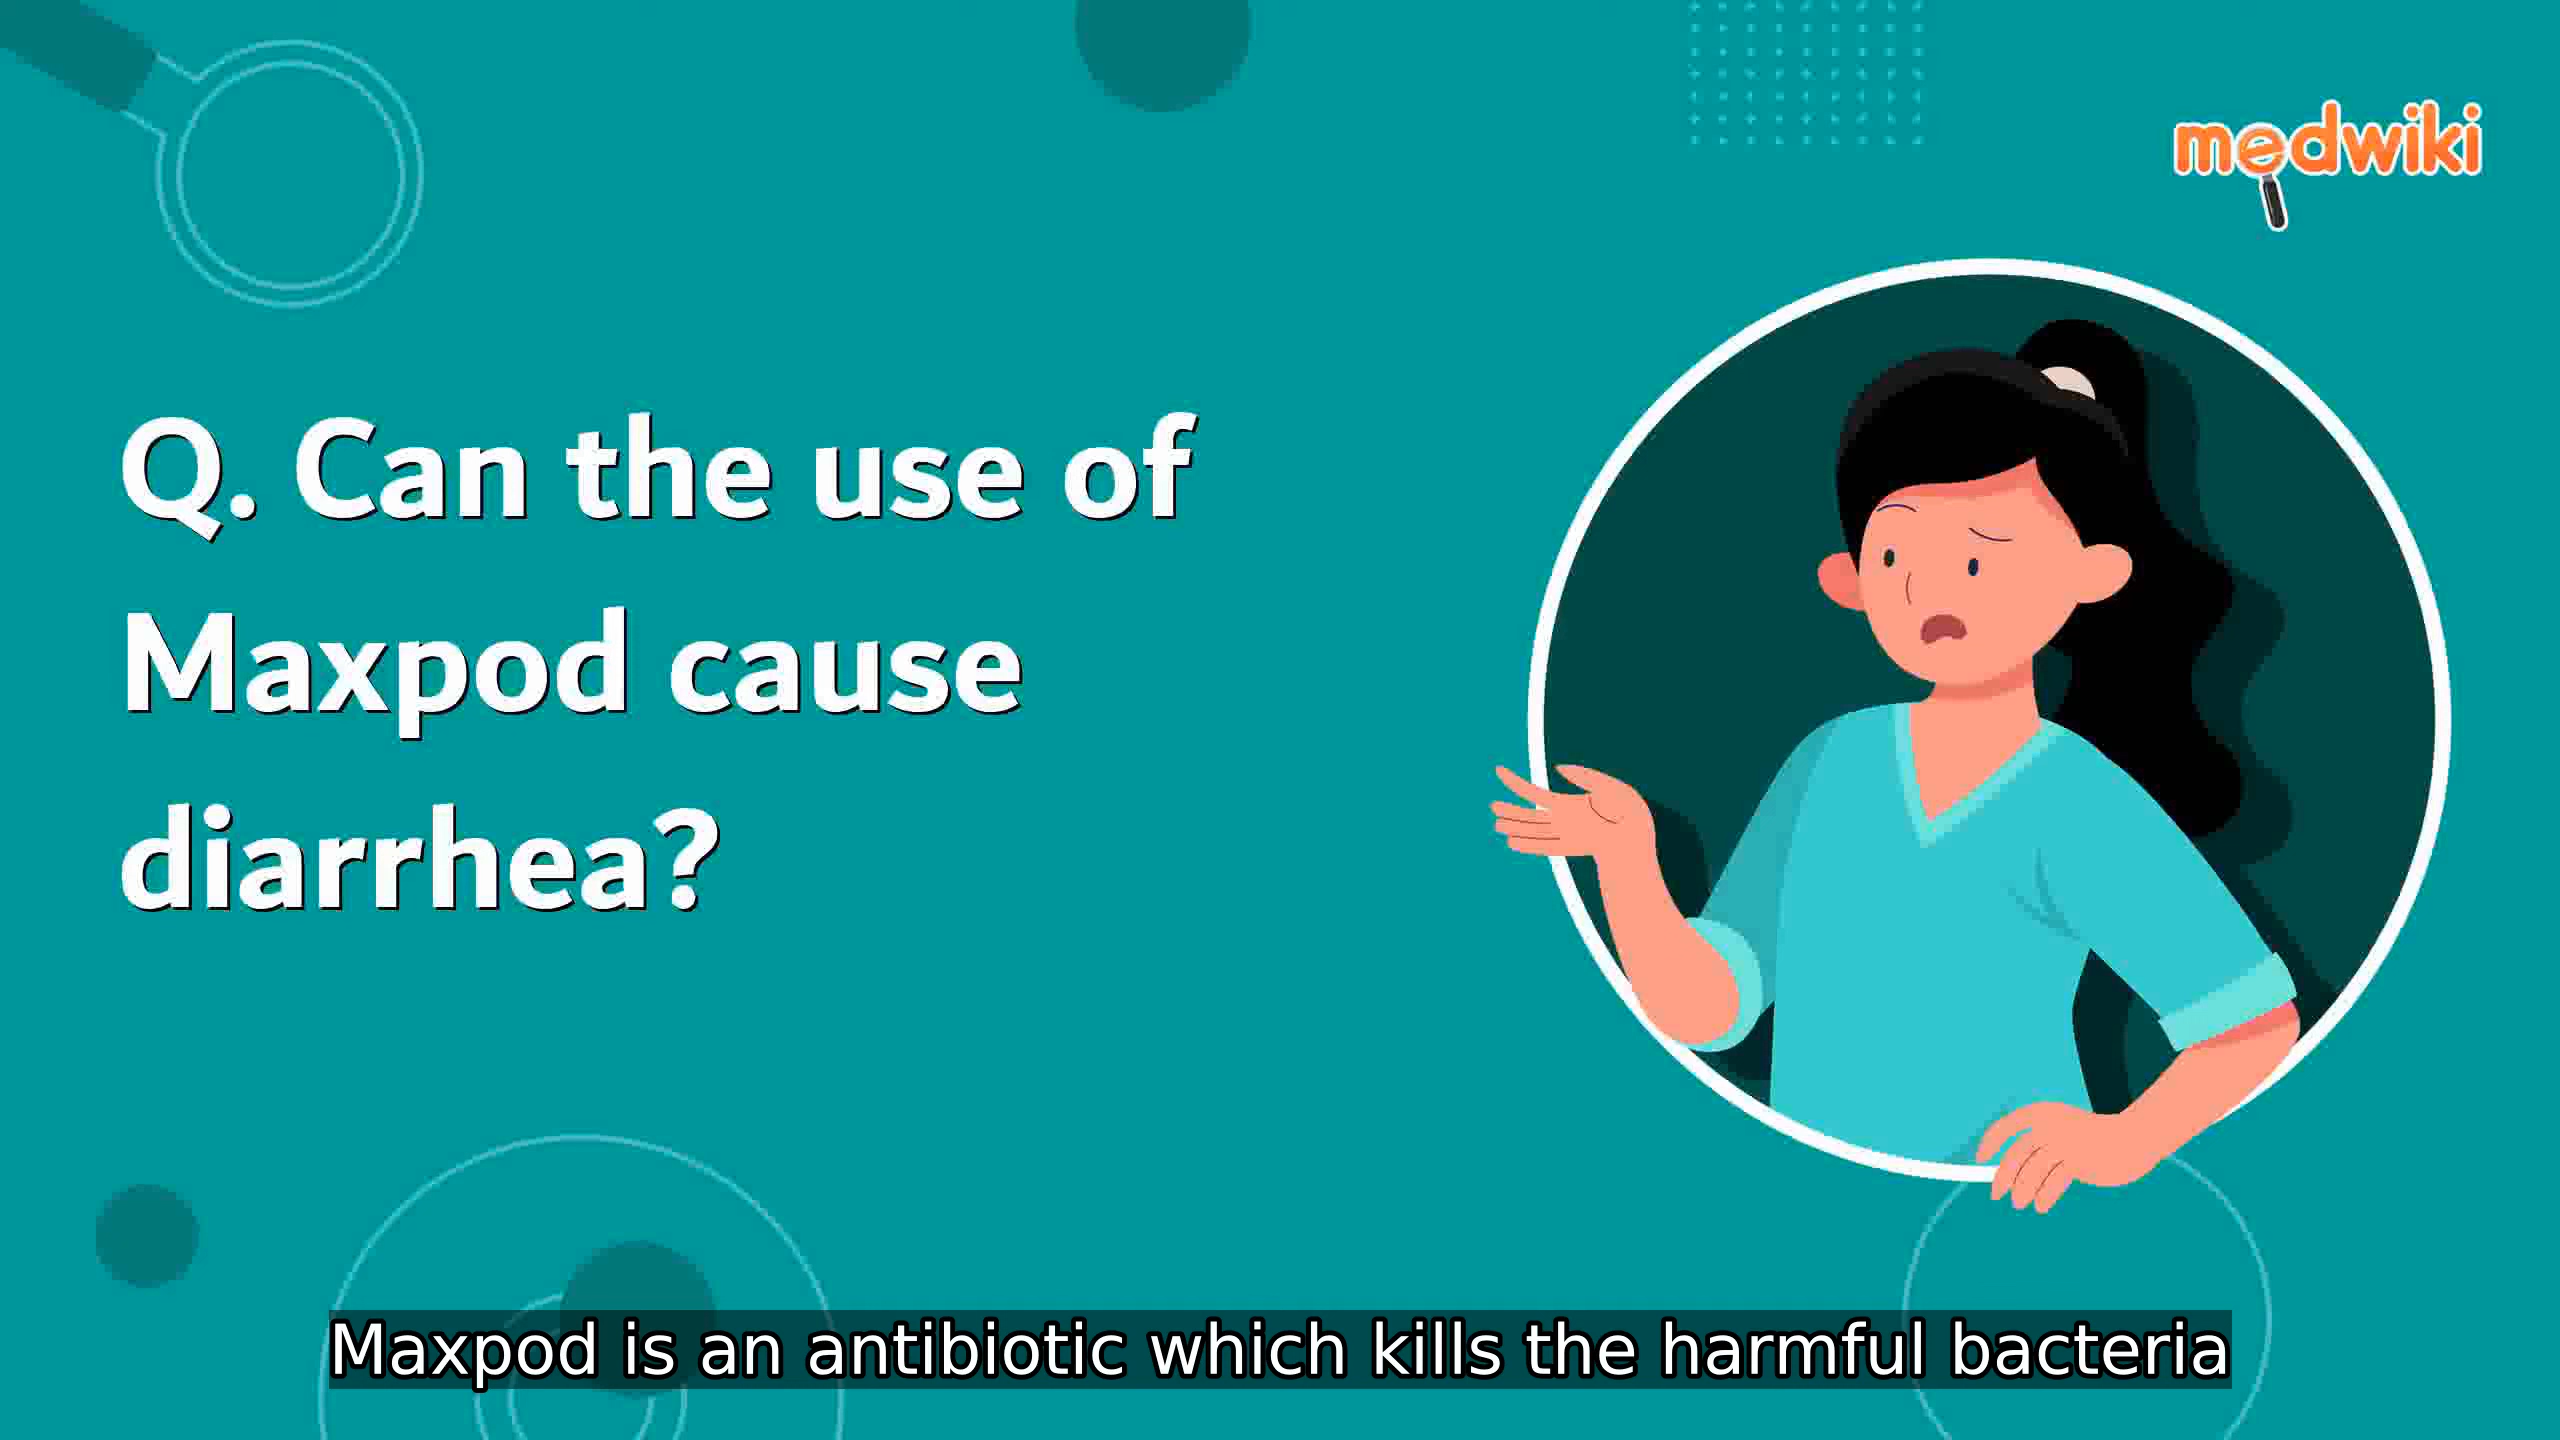 medwiki
Q. Can the use of
Maxpod cause
diarrhea?
Maxpod is an antibiotic which kills the harmful bacteria